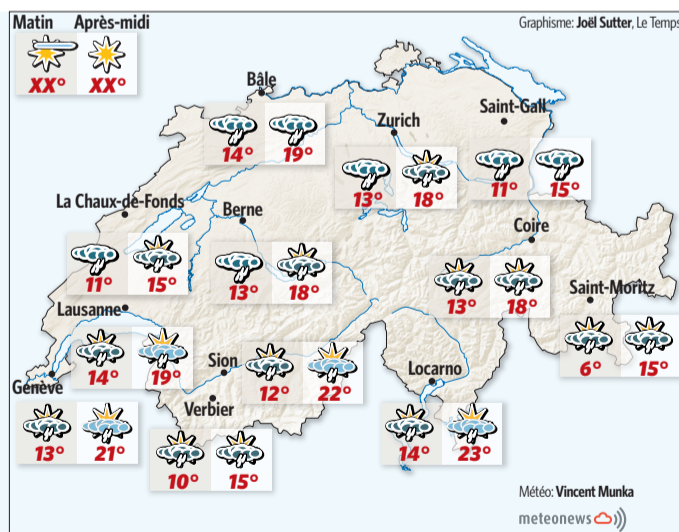 Matin Après-midi
XX° XX°
Graphisme: Joël Sutter, Le Temps
Bâle
14° 19°
Zurich
13° 18°
Saint-Gall
11° 15°
La Chaux-de-Fonds
11° 15°
Berne
13° 18°
Coire
13° 18°
Saint-Moritz
6° 15°
Lausanne
14° 19°
Genève
13° 21°
Sion
12° 22°
Verbier
10° 15°
Locarno
14° 23°
Météo: Vincent Munka
meteonews